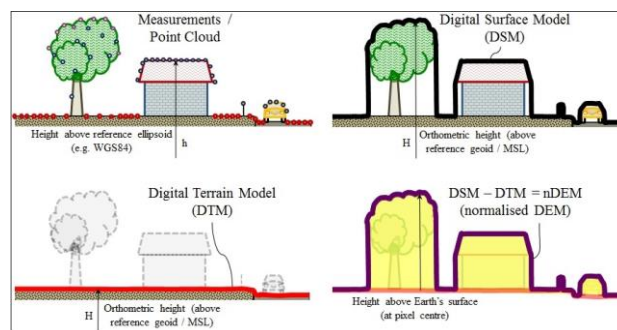 Measurements /
Point Cloud
Height above reference ellipsoid
(e.g. WGS84)
h
Digital Surface Model
(DSM)
H
Orthometric height (above
reference geoid / MSL)
Digital Terrain Model
(DTM)
H
Orthometric height (above
reference geoid / MSL)
DSM – DTM = nDEM
(normalised DEM)
Height above Earth's surface
(at pixel centre)